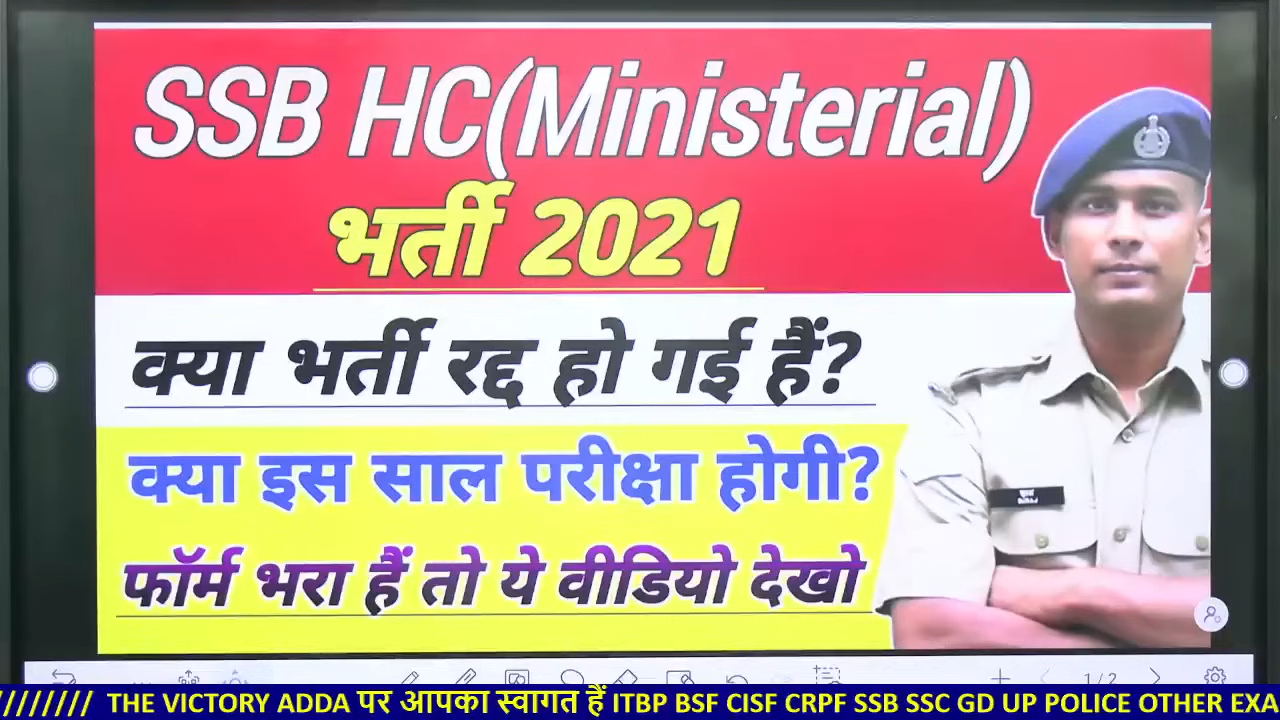 SSB HC(Ministerial)
भर्ती 2021
क्या भर्ती रद्द हो गई हैं?
क्या इस साल परीक्षा होगी?
फॉर्म भरा हैं तो ये वीडियो देखो
1/2
/////// THE VICTORY ADDA पर आपका स्वागत हैं ITBP BSF CISF CRPF SSB SSC GD UP POLICE OTHER EXA